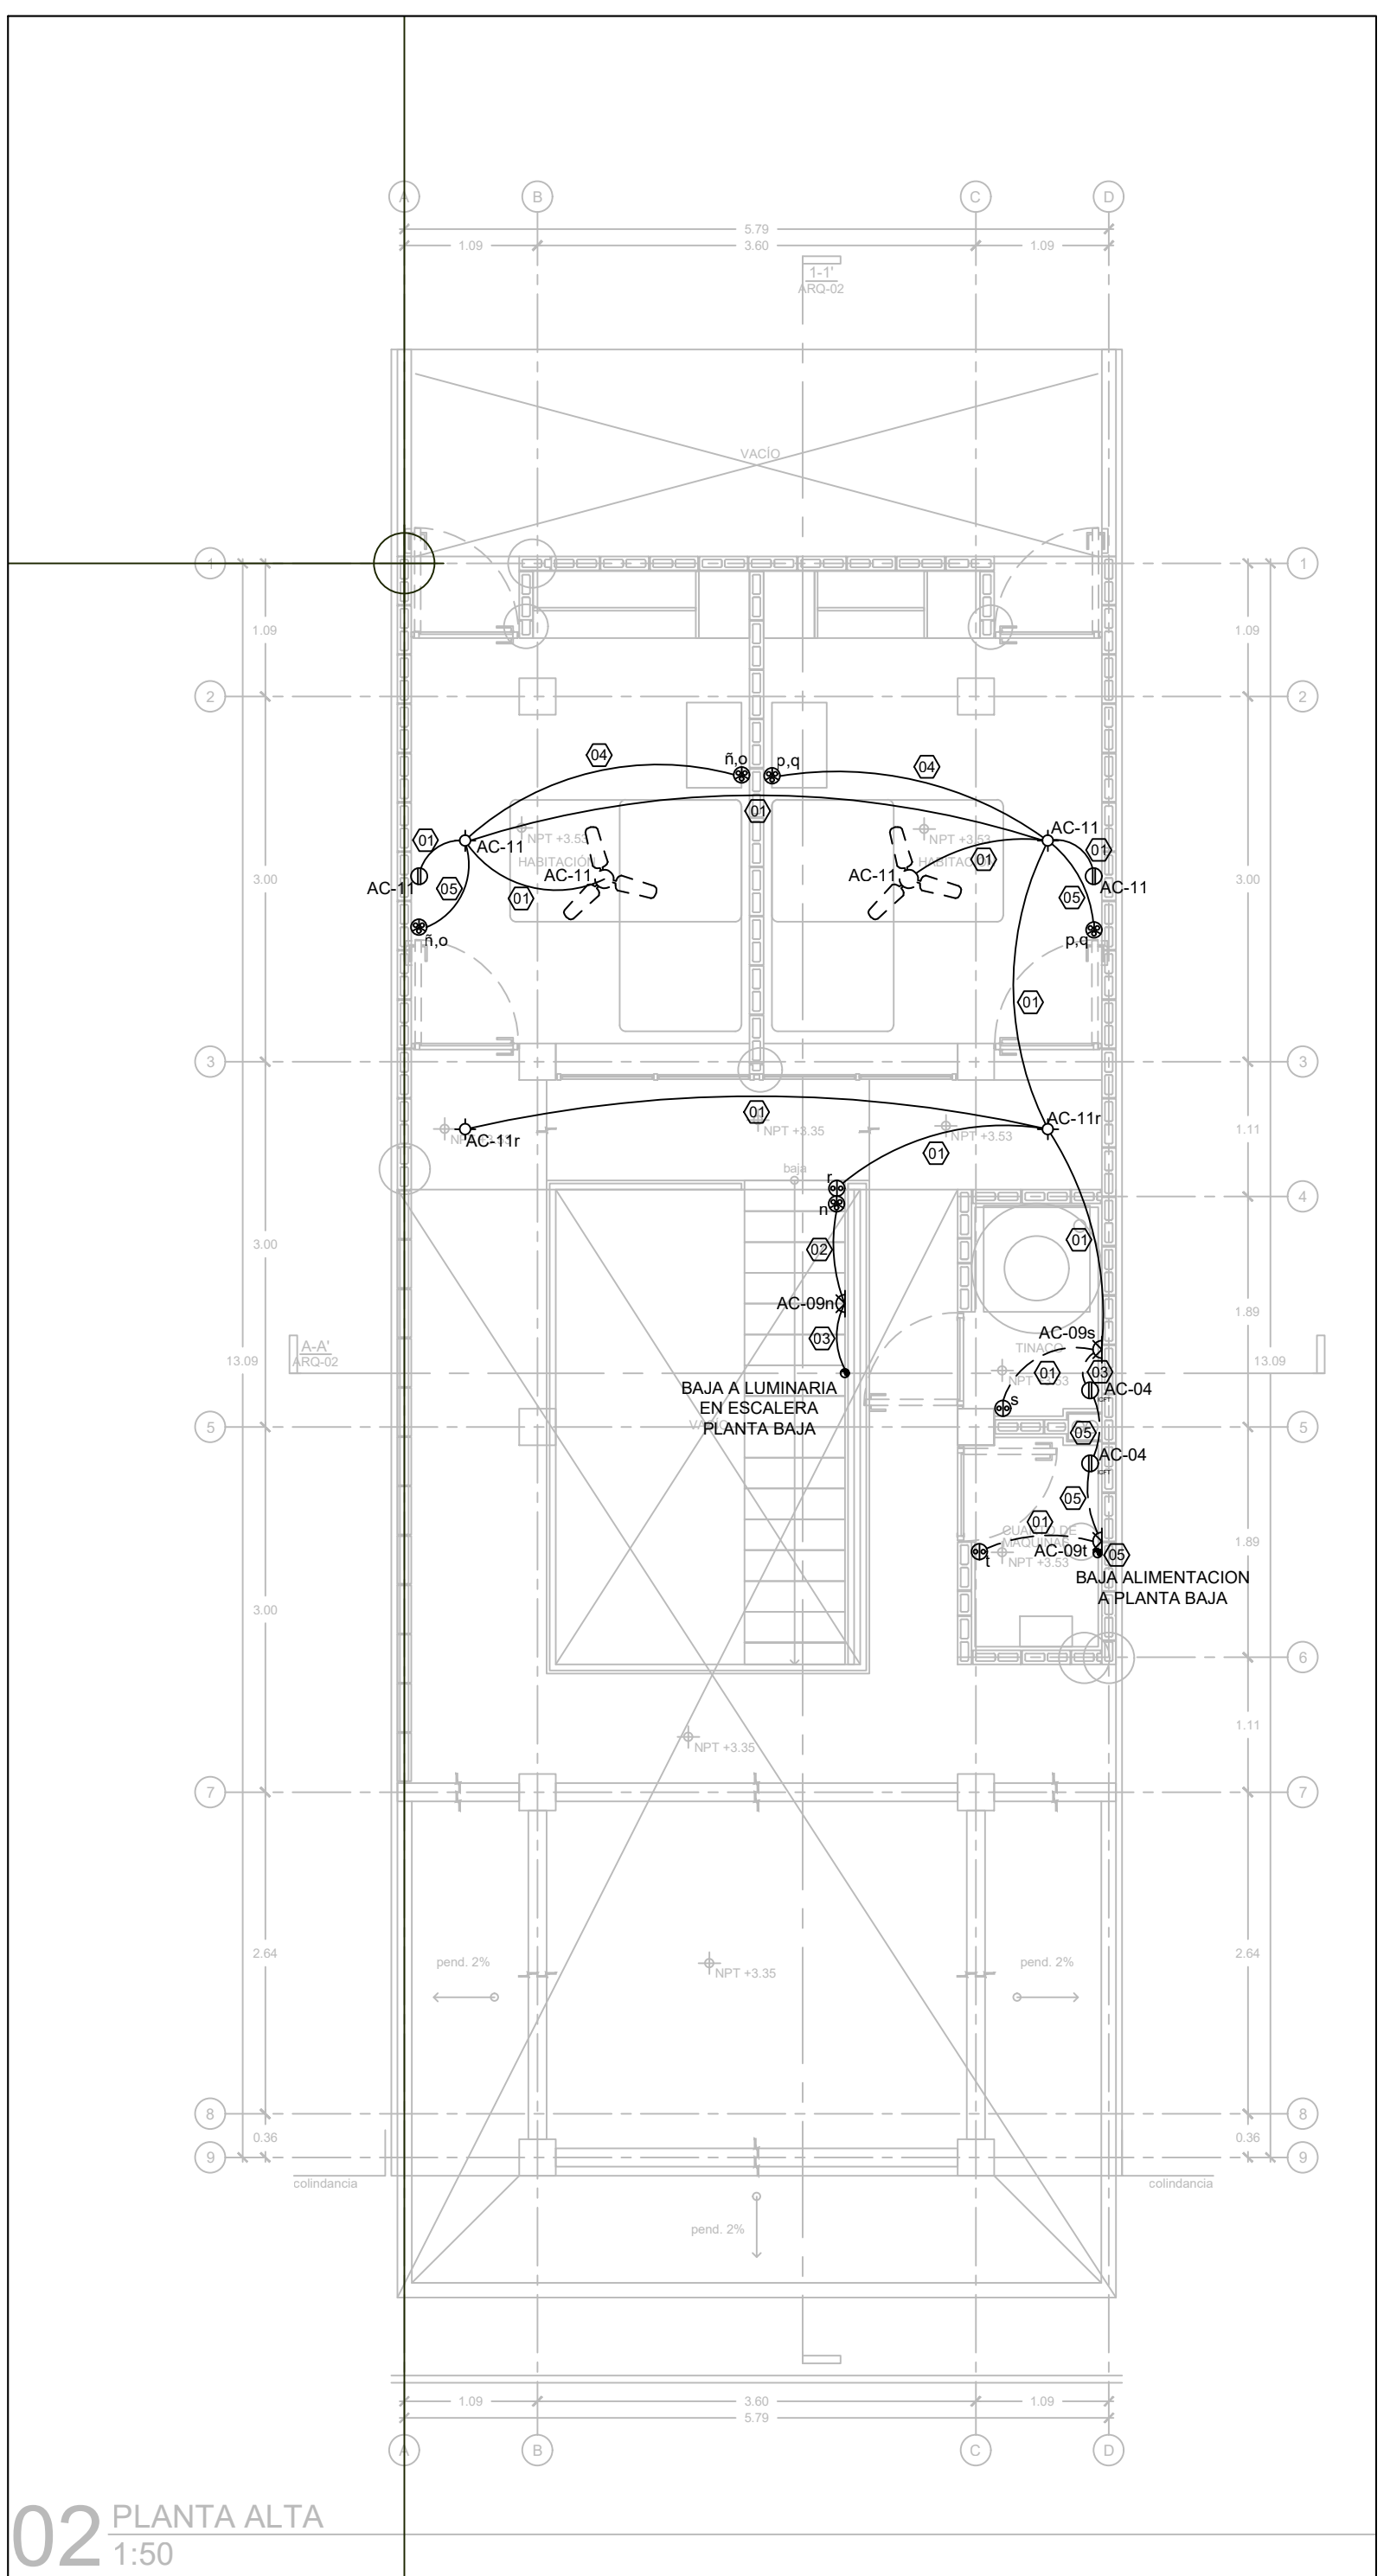 A B C D
5.79
1.09 3.60 1.09
1-1'
ARQ-02
VACÍO
1 1
1.09 1.09
2 2
04 ñ,o p,q 04
01
01 AC-11 NPT +3.53 NPT +3.53 AC-11 01
HABITACIÓN HABITACIÓN 01
AC-11 05 AC-11 AC-11 AC-11
3.00 3.00
01 05
ñ,o p,q
01
3 3
01
AC-11r NPT +3.35 NPT +3.53 AC-11r
1.11
01
baja
r
n
4
3.00
02 01
AC-09n
1.89
03
AC-09s
TINACO
A-A'
ARQ-02
13.09 13.09
01 03
AC-04
s
BAJA A LUMINARIA
EN ESCALERA
PLANTA BAJA
5 5
05
AC-04
05
01
CUARTO DE
MAQUINAS
AC-09t 05
t NPT +3.53
1.89
BAJA ALIMENTACION
A PLANTA BAJA
3.00
6
1.11
NPT +3.35
7 7
2.64 2.64
pend. 2% pend. 2%
NPT +3.35
8 8
0.36 0.36
9 9
colindancia colindancia
pend. 2%
1.09 3.60 1.09
5.79
A B C D
02 PLANTA ALTA
1:50